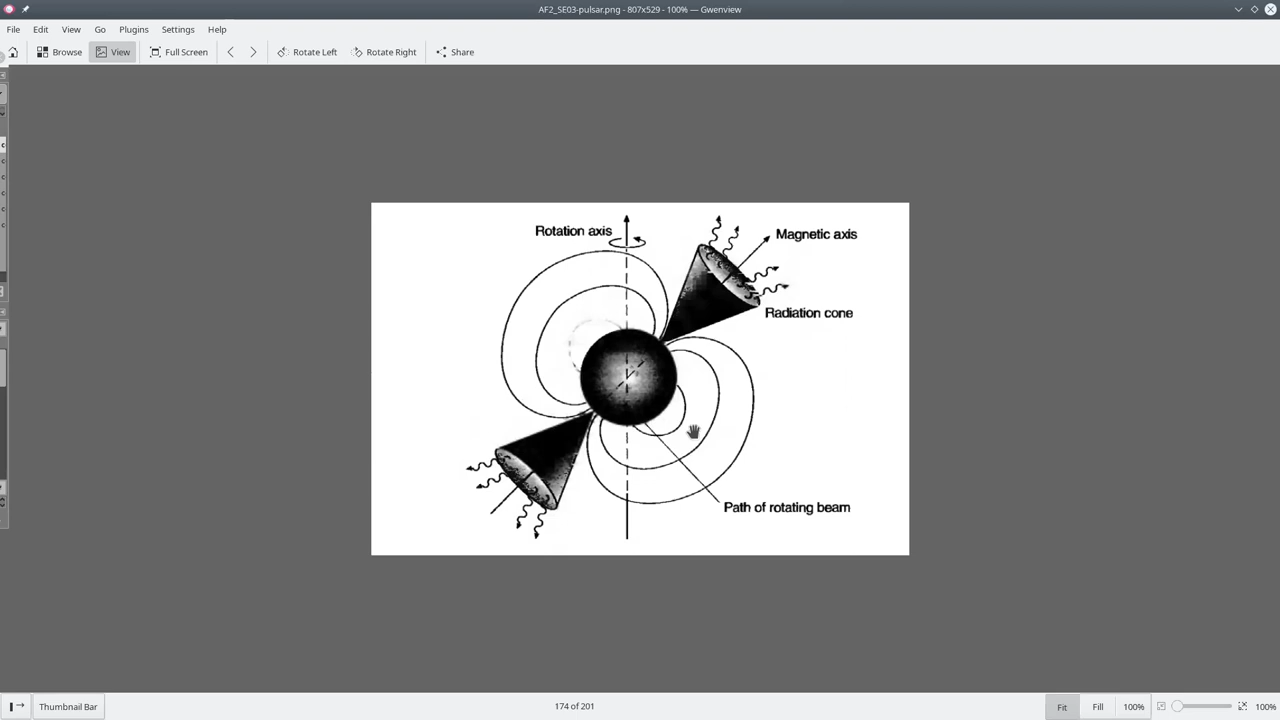 AF2_SE03-pulsar.png - 807x529 - 100% — Gwenview
File Edit View Go Plugins Settings Help
Browse View Full Screen Rotate Left Rotate Right Share
Rotation axis
Magnetic axis
Radiation cone
Path of rotating beam
Thumbnail Bar 174 of 201 Fit Fill 100% 100%